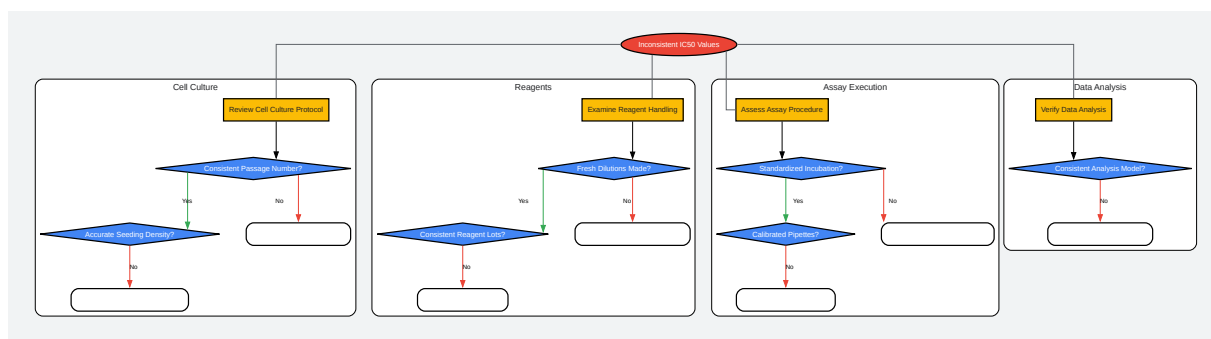 Inconsistent IC50 Values
Cell Culture
Review Cell Culture Protocol
Consistent Passage Number?
Yes
No
Accurate Seeding Density?
No
Reagents
Examine Reagent Handling
Fresh Dilutions Made?
Yes
No
Consistent Reagent Lots?
No
Assay Execution
Assess Assay Procedure
Standardized Incubation?
Yes
No
Calibrated Pipettes?
No
Data Analysis
Verify Data Analysis
Consistent Analysis Model?
No